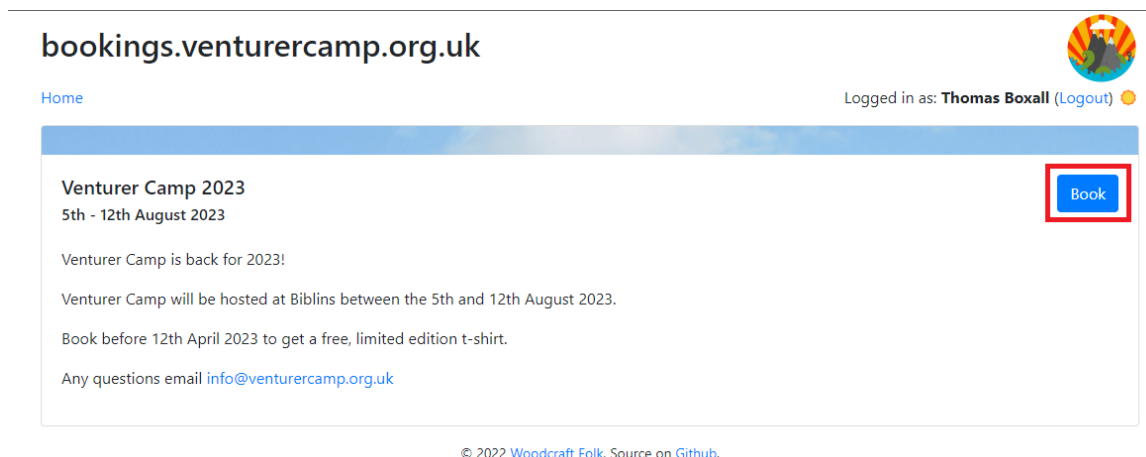 bookings.venturercamp.org.uk
Home
Logged in as: Thomas Boxall (Logout)
Venturer Camp 2023
Book
5th - 12th August 2023
Venturer Camp is back for 2023!
Venturer Camp will be hosted at Biblins between the 5th and 12th August 2023.
Book before 12th April 2023 to get a free, limited edition t-shirt.
Any questions email info@venturercamp.org.uk
© 2022 Woodcraft Folk. Source on Github.